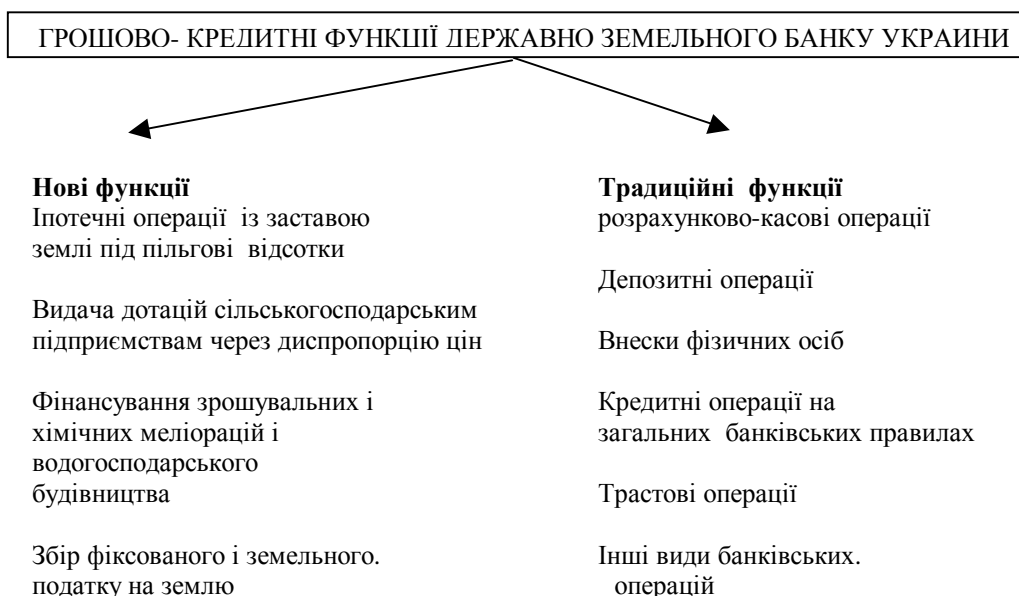 ГРОШОВО- КРЕДИТНІ ФУНКЦІЇ ДЕРЖАВНО ЗЕМЕЛЬНОГО БАНКУ УКРАИНИ
Нові функції
Іпотечні операції із заставою
землі під пільгові відсотки
Видача дотацій сільськогосподарським
підприємствам через диспропорцію цін
Фінансування зрошувальних і
хімічних меліорацій і
водогосподарського
будівництва
Збір фіксованого і земельного.
податку на землю
Традиційні функції
розрахунково-касові операції
Депозитні операції
Внески фізичних осіб
Кредитні операції на
загальних банківських правилах
Трастові операції
Інші види банківських.
операцій